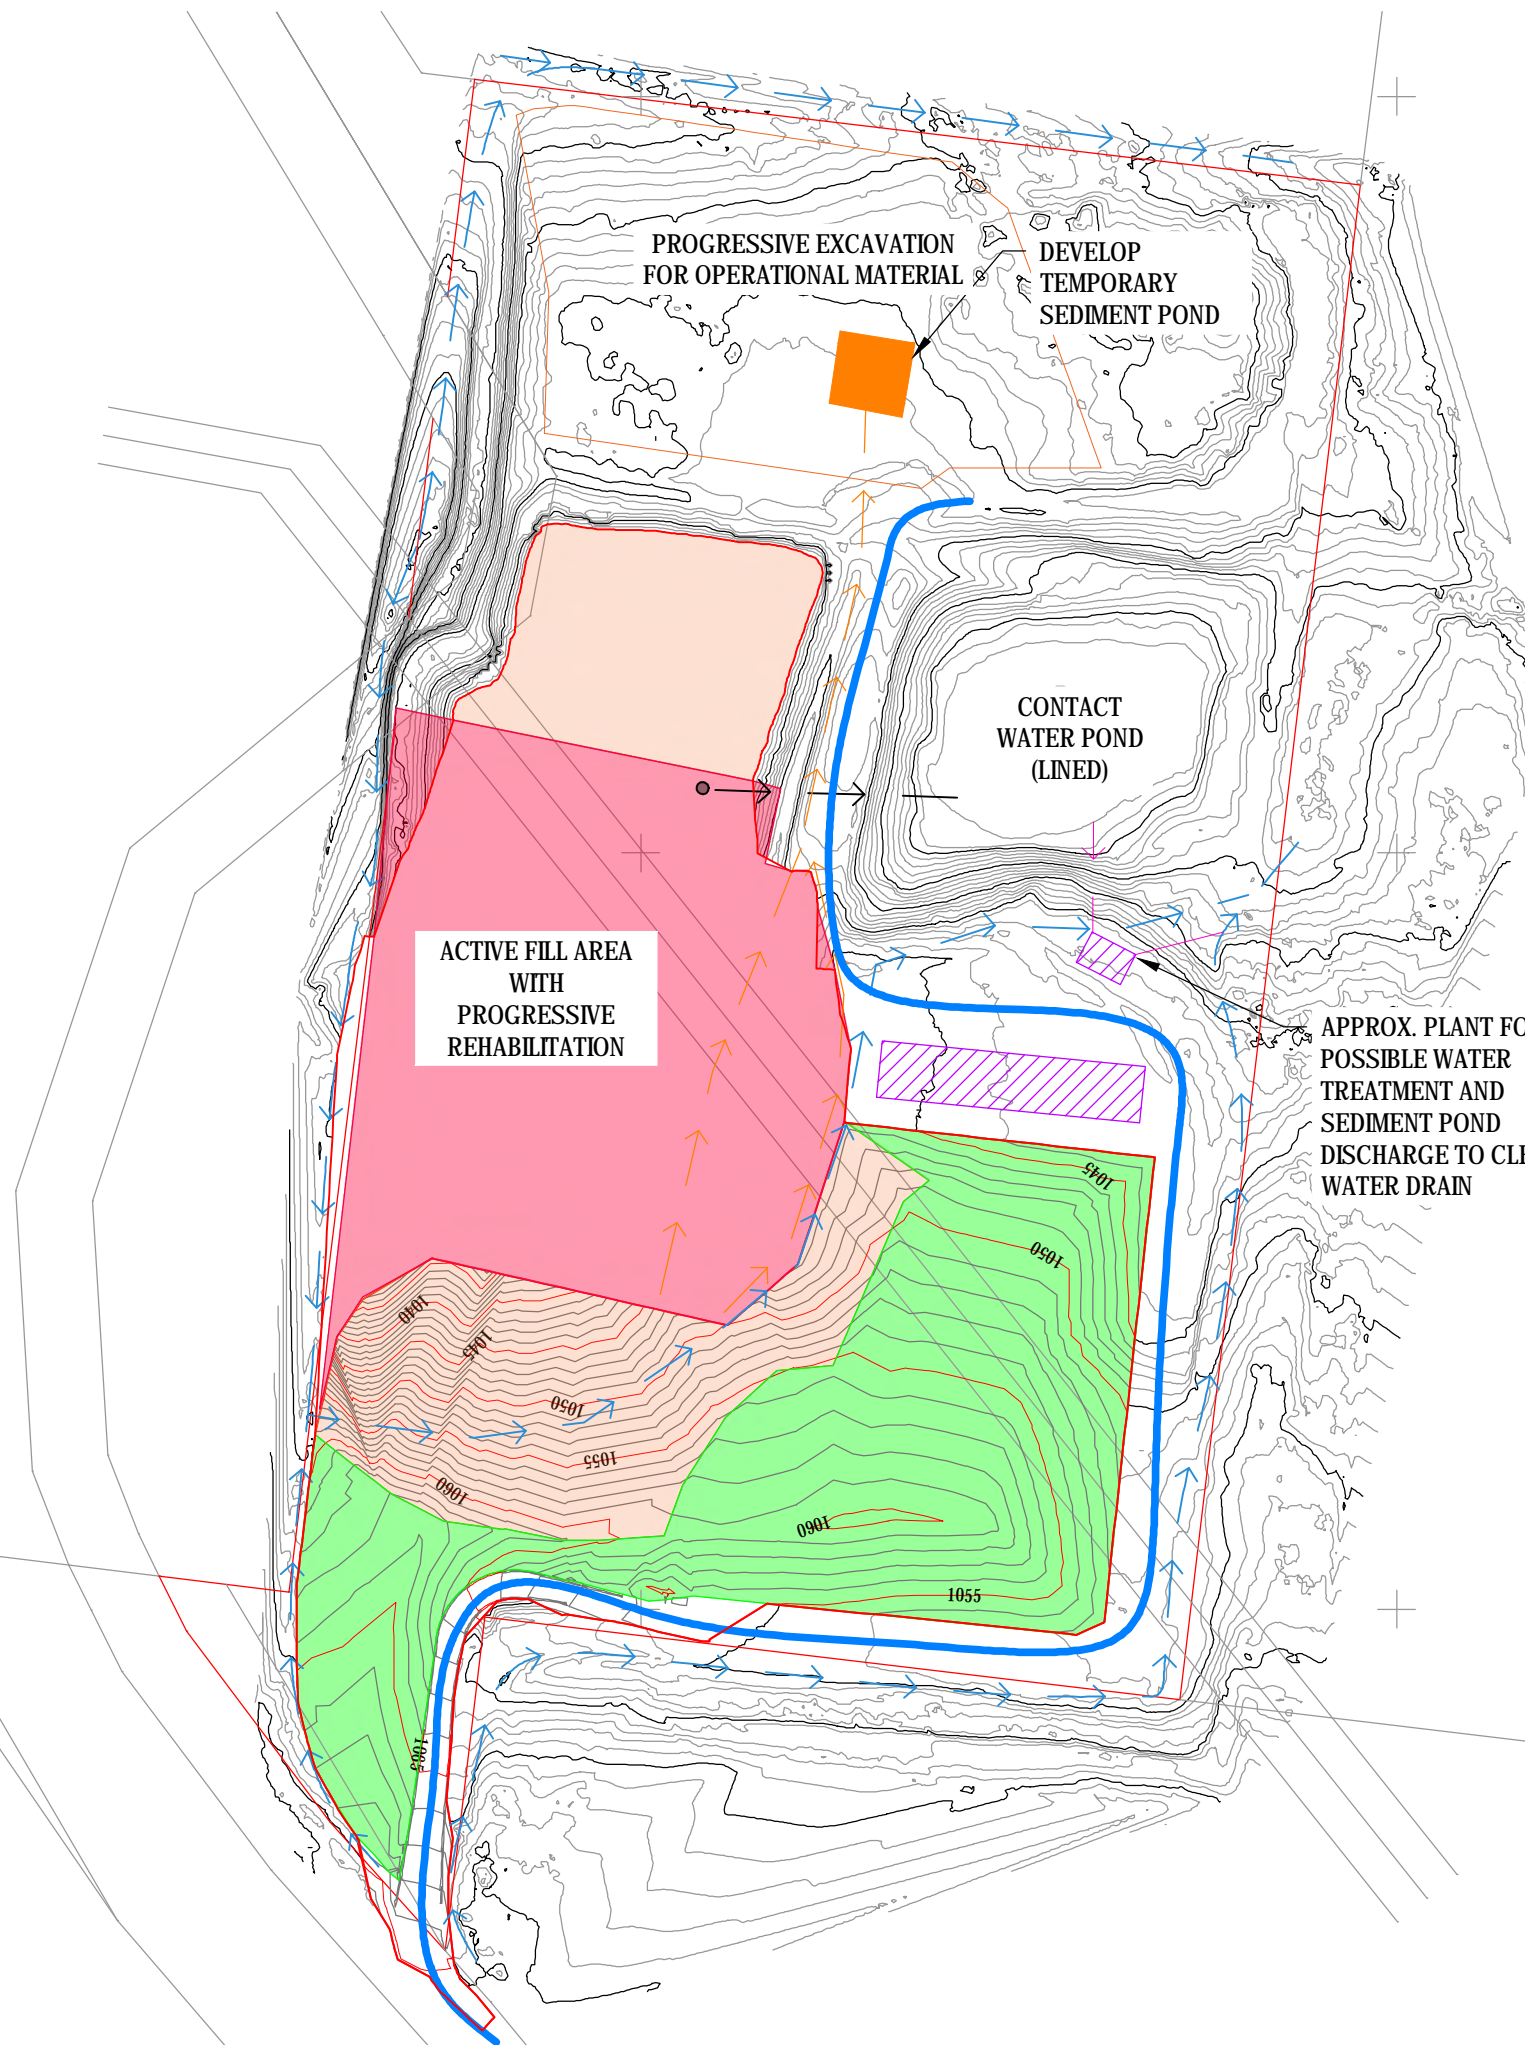 PROGRESSIVE EXCAVATION
FOR OPERATIONAL MATERIAL
DEVELOP
TEMPORARY
SEDIMENT POND
CONTACT
WATER POND
(LINED)
ACTIVE FILL AREA
WITH
PROGRESSIVE
REHABILITATION
APPROX. PLANT FO
POSSIBLE WATER
TREATMENT AND
SEDIMENT POND
DISCHARGE TO CLE
WATER DRAIN
1045
1050
1040
1045
1050
1055
1060
1060
1055